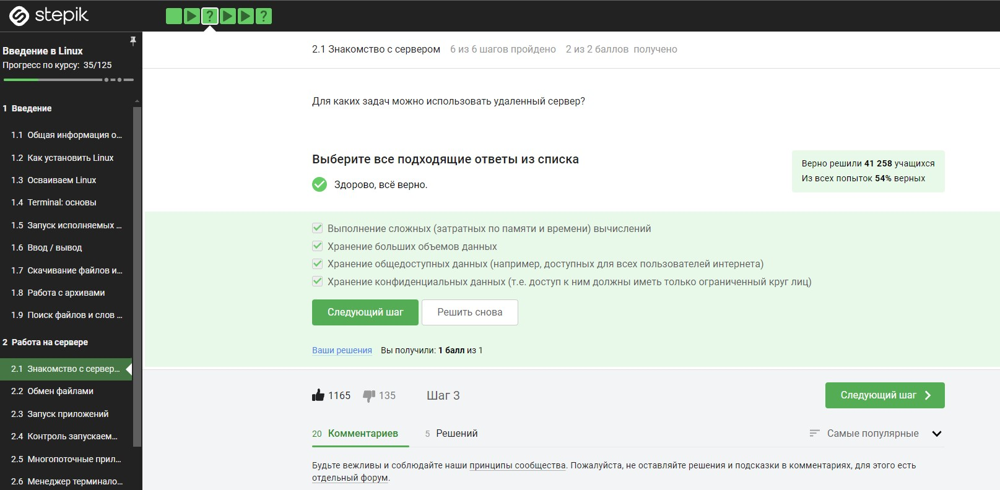 stepik
?
?
Введение в Linux
Прогресс по курсу: 35/125
1 Введение
1.1 Общая информация о...
1.2 Как установить Linux
1.3 Осваиваем Linux
1.4 Terminal: основы
1.5 Запуск исполняемых ...
1.6 Ввод / вывод
1.7 Скачивание файлов и...
1.8 Работа с архивами
1.9 Поиск файлов и слов ...
2 Работа на сервере
2.1 Знакомство с сервер...
2.2 Обмен файлами
2.3 Запуск приложений
2.4 Контроль запускаем...
2.5 Многопоточные прил...
2.6 Менеджер терминало...
2.1 Знакомство с сервером 6 из 6 шагов пройдено 2 из 2 баллов получено
Для каких задач можно использовать удаленный сервер?
Выберите все подходящие ответы из списка
Здорово, всё верно.
Верно решили 41 258 учащихся
Из всех попыток 54% верных
Выполнение сложных (затратных по памяти и времени) вычислений
Хранение больших объемов данных
Хранение общедоступных данных (например, доступных для всех пользователей интернета)
Хранение конфиденциальных данных (т.е. доступ к ним должны иметь только ограниченный круг лиц)
Следующий шаг Решить снова
Ваши решения Вы получили: 1 балл из 1
1165 135 Шаг 3 Следующий шаг
20 Комментариев 5 Решений Самые популярные
Будьте вежливы и соблюдайте наши принципы сообщества. Пожалуйста, не оставляйте решения и подсказки в комментариях, для этого есть
отдельный форум.